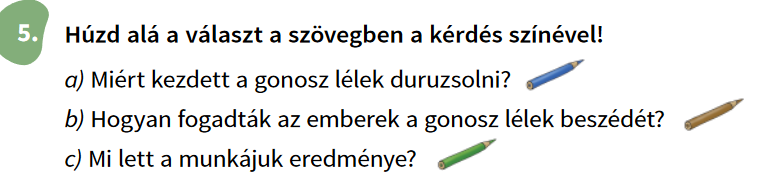 5. Húzd alá a választ a szövegben a kérdés színével!
a) Miért kezdett a gonosz lélek duruzsolni?
b) Hogyan fogadták az emberek a gonosz lélek beszédét?
c) Mi lett a munkájuk eredménye?